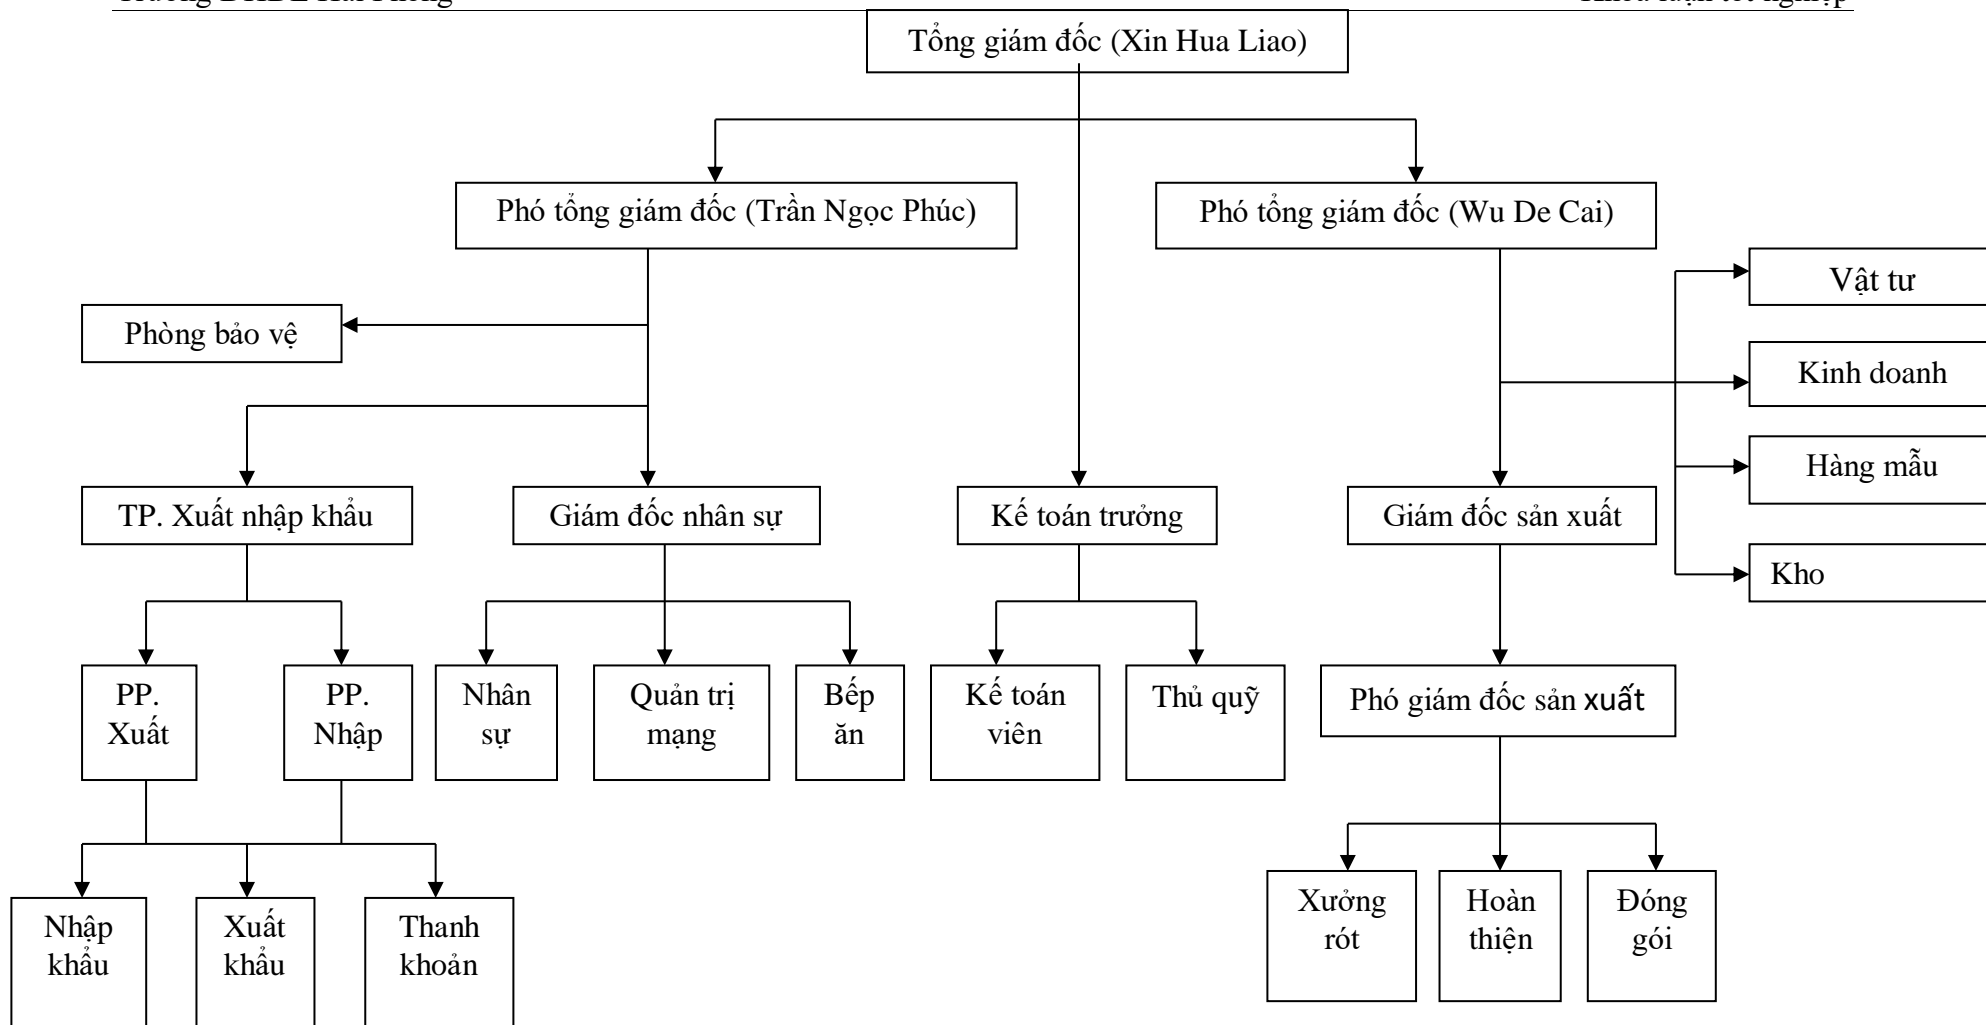 Tổng giám đốc (Xin Hua Liao)
Phó tổng giám đốc (Trần Ngọc Phúc)
Phó tổng giám đốc (Wu De Cai)
Vật tư
Phòng bảo vệ
Kinh doanh
Hàng mẫu
TP. Xuất nhập khẩu
Giám đốc nhân sự
Kế toán trưởng
Giám đốc sản xuất
Kho
PP.
Xuất
PP.
Nhập
Nhân
sự
Quản trị
mạng
Bếp
ăn
Kế toán
viên
Thủ quỹ
Phó giám đốc sản xuất
Xưởng
rót
Hoàn
thiện
Đóng
gói
Nhập
khẩu
Xuất
khẩu
Thanh
khoản